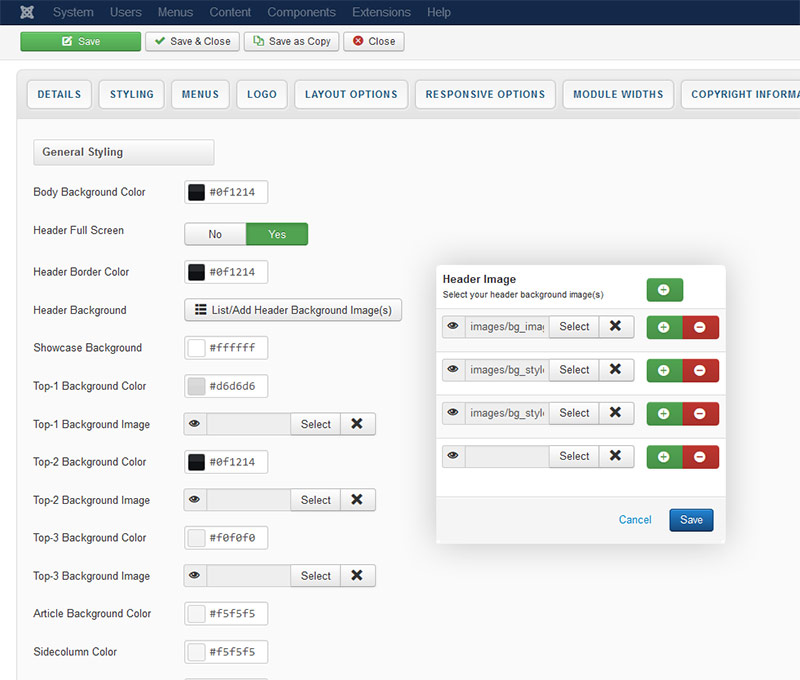 System Users Menus Content Components Extensions Help
Save Save & Close Save as Copy Close
DETAILS STYLING MENUS LOGO LAYOUT OPTIONS RESPONSIVE OPTIONS MODULE WIDTHS COPYRIGHT INFORMA
General Styling
Body Background Color #0f1214
Header Full Screen No Yes
Header Border Color #0f1214
Header Background List/Add Header Background Image(s)
Showcase Background #ffffff
Top-1 Background Color #d6d6d6
Top-1 Background Image Select
Top-2 Background Color #0f1214
Top-2 Background Image Select
Top-3 Background Color #f0f0f0
Top-3 Background Image Select
Article Background Color #f5f5f5
Sidecolumn Color #f5f5f5
Header Image
Select your header background image(s)
images/bg_imag Select
images/bg_style Select
images/bg_style Select
Select
Cancel Save